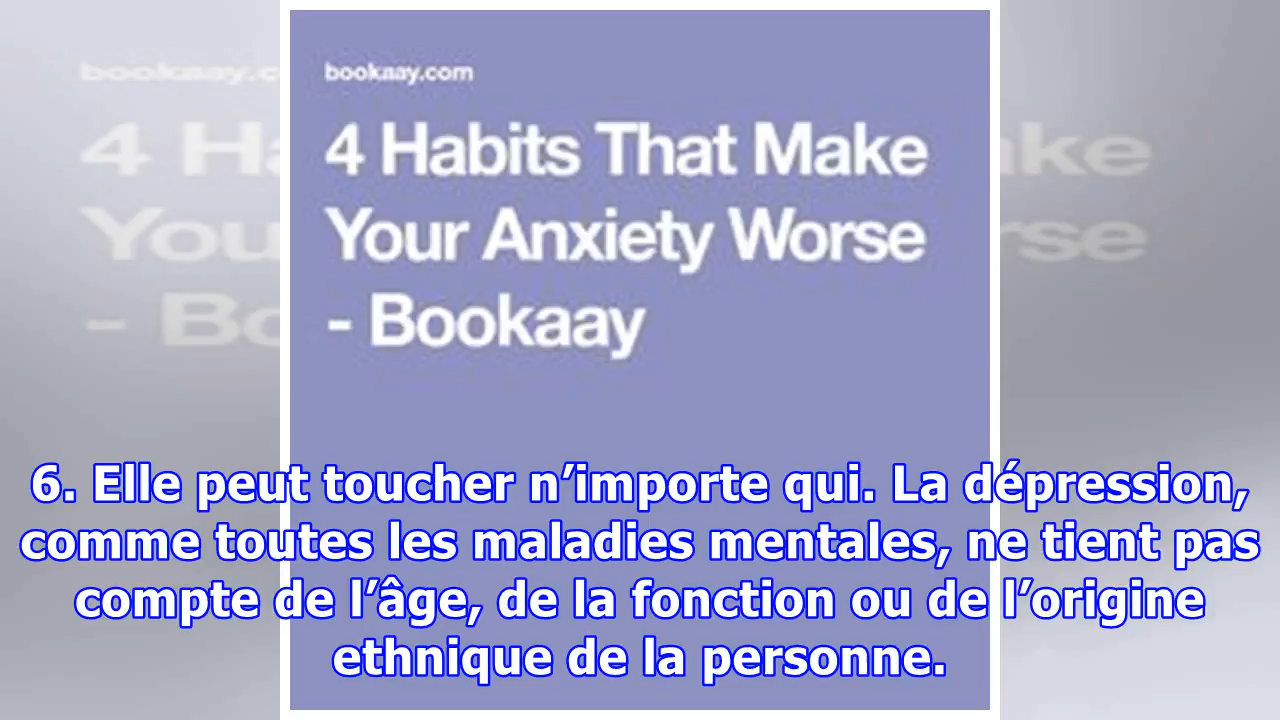 bookaay.com
4 Habits That Make
Your Anxiety Worse
- Bookaay
6. Elle peut toucher n’importe qui. La dépression,
comme toutes les maladies mentales, ne tient pas
compte de l’âge, de la fonction ou de l’origine
ethnique de la personne.